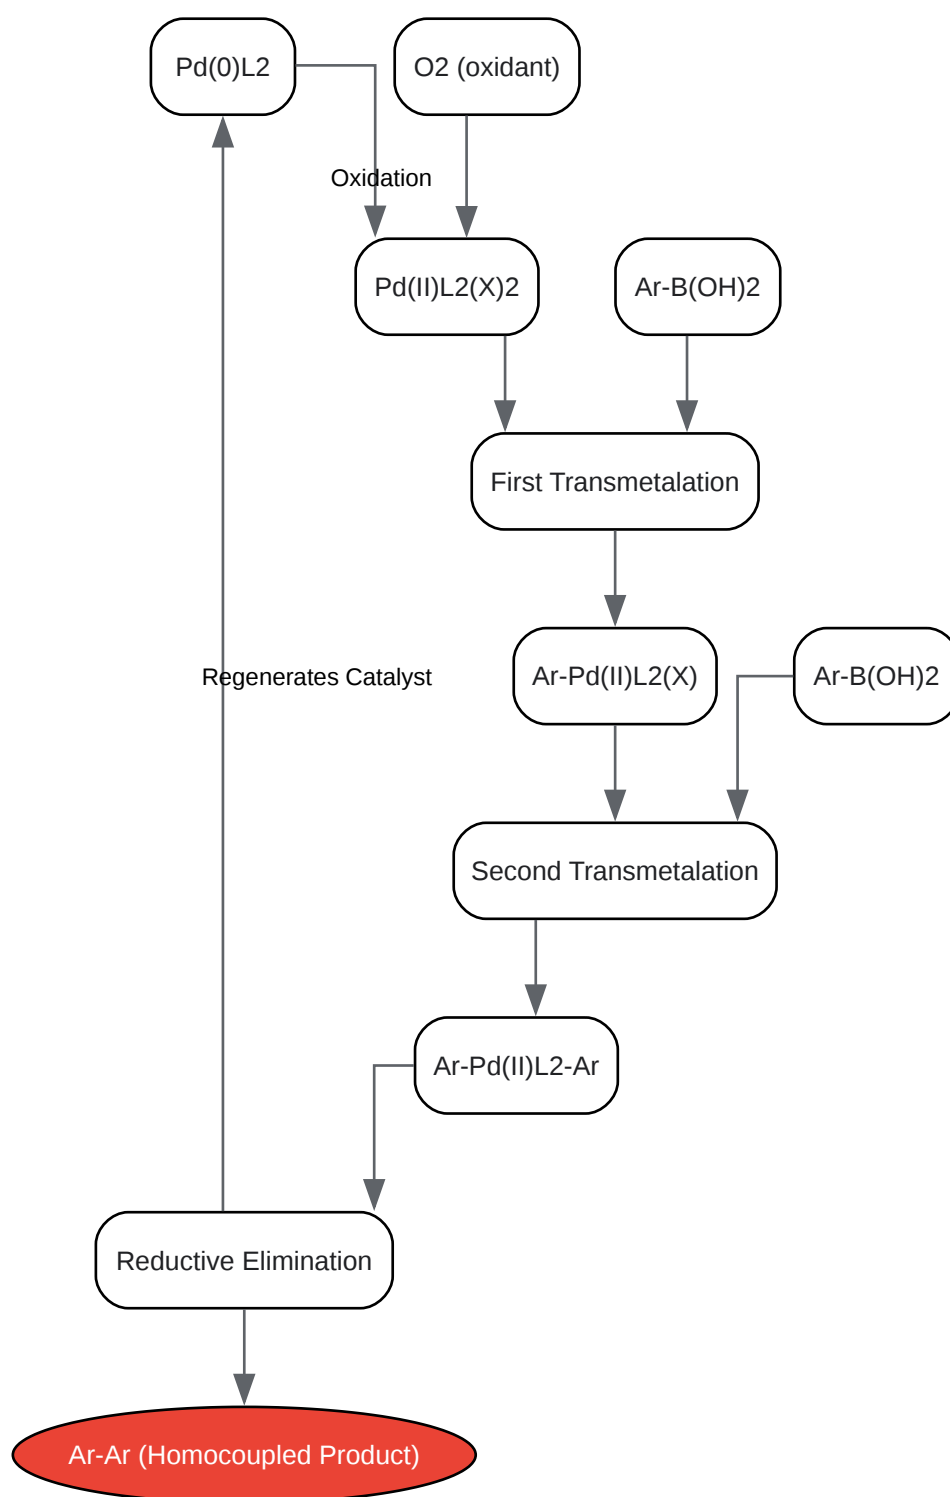 Pd(0)L2
O2 (oxidant)
Oxidation
Pd(II)L2(X)2
Ar-B(OH)2
First Transmetalation
Regenerates Catalyst
Ar-Pd(II)L2(X)
Ar-B(OH)2
Second Transmetalation
Ar-Pd(II)L2-Ar
Reductive Elimination
Ar-Ar (Homocoupled Product)